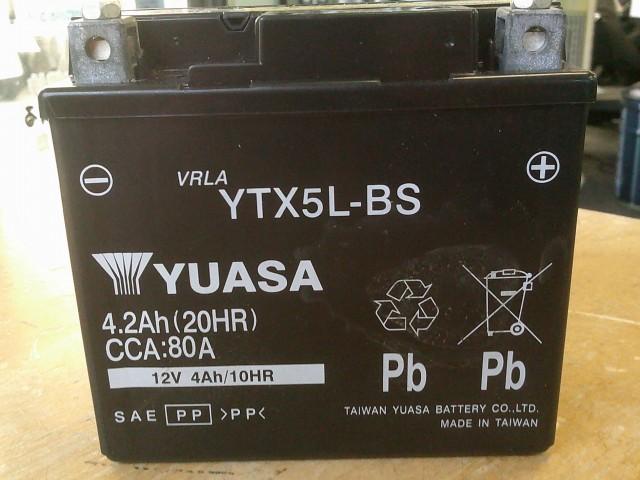 VRLA
YTX5L-BS
YUASA
4.2Ah(20HR)
CCA:80A
12V 4Ah/10HR
SAE PP >PP<
Pb Pb
TAIWAN YUASA BATTERY CO.,LTD.
MADE IN TAIWAN